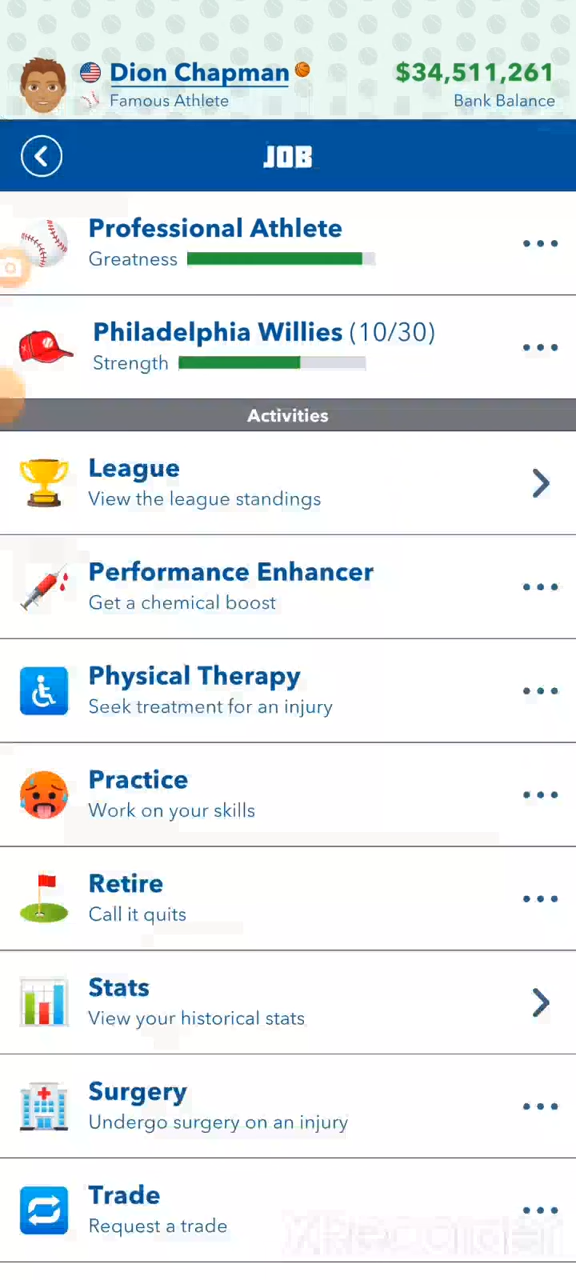 Dion Chapman
$34,511,261
Famous Athlete
Bank Balance
JOB
Professional Athlete
Greatness
Philadelphia Willies (10/30)
Strength
Activities
League
View the league standings
Performance Enhancer
Get a chemical boost
Physical Therapy
Seek treatment for an injury
Practice
Work on your skills
Retire
Call it quits
Stats
View your historical stats
Surgery
Undergo surgery on an injury
Trade
Request a trade
XRecorder